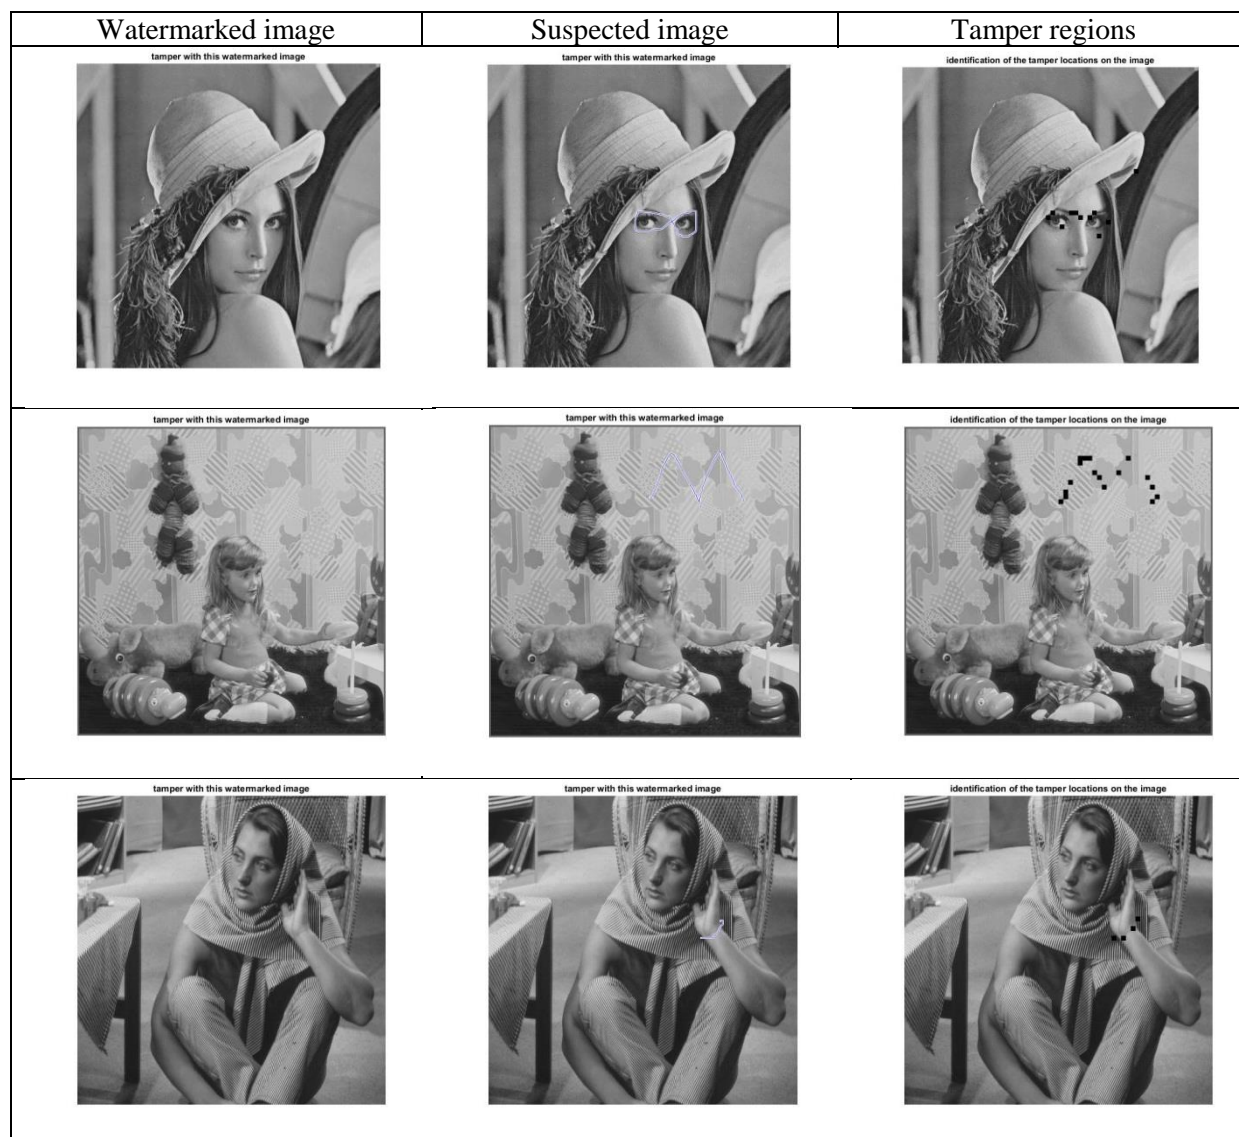 Watermarked image
Suspected image
Tamper regions
tamper with this watermarked image
tamper with this watermarked image
identification of the tamper locations on the image
tamper with this watermarked image
tamper with this watermarked image
identification of the tamper locations on the image
tamper with this watermarked image
tamper with this watermarked image
identification of the tamper locations on the image